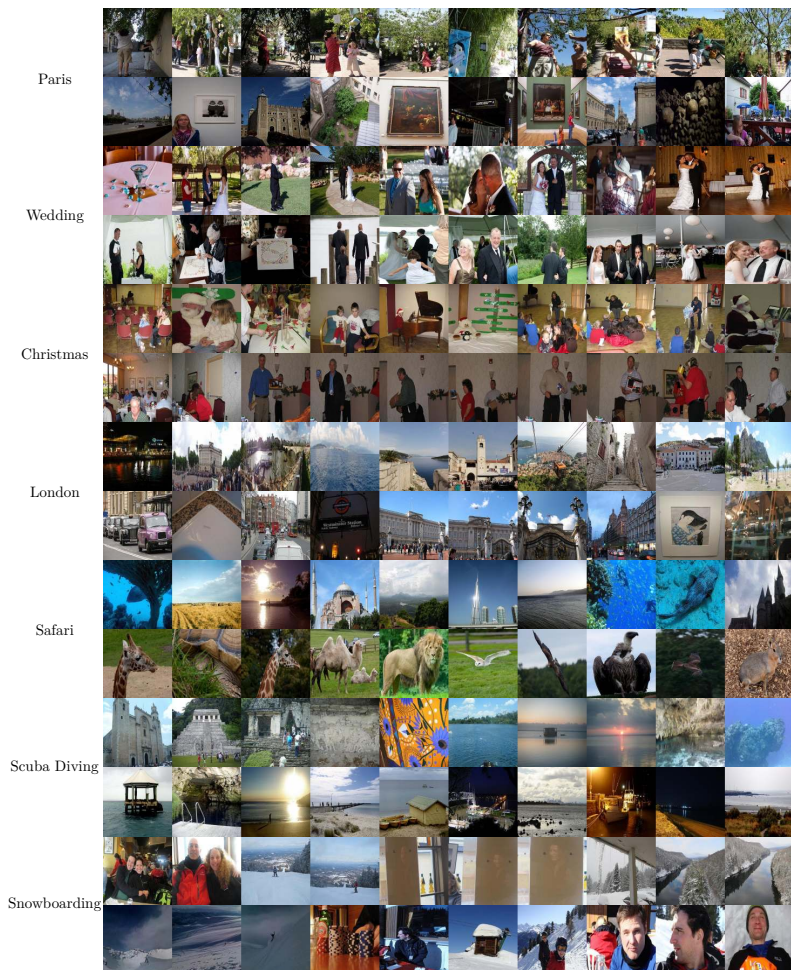 Paris
Wedding
Christmas
London
Safari
Scuba Diving
Snowboarding